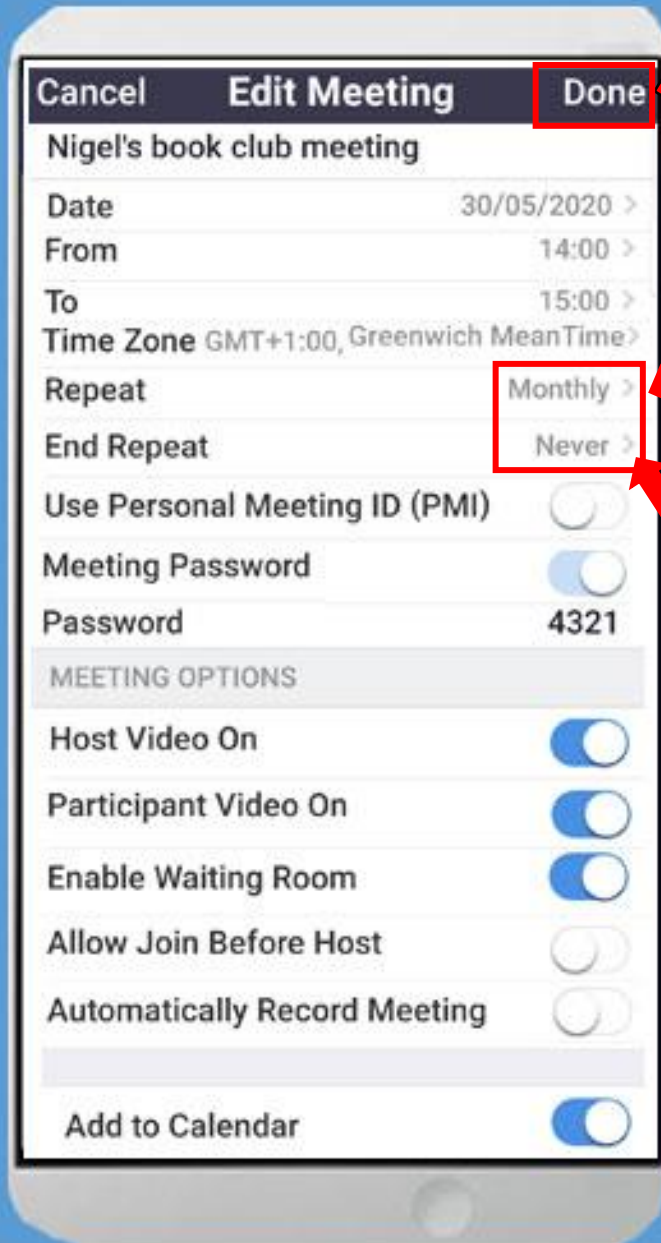 Cancel Edit Meeting Done
Nigel's book club meeting
Date 30/05/2020 >
From 14:00 >
To 15:00 >
Time Zone GMT+1:00, Greenwich MeanTime>
Repeat Monthly >
End Repeat Never >
Use Personal Meeting ID (PMI)
Meeting Password
Password 4321
MEETING OPTIONS
Host Video On
Participant Video On
Enable Waiting Room
Allow Join Before Host
Automatically Record Meeting
Add to Calendar